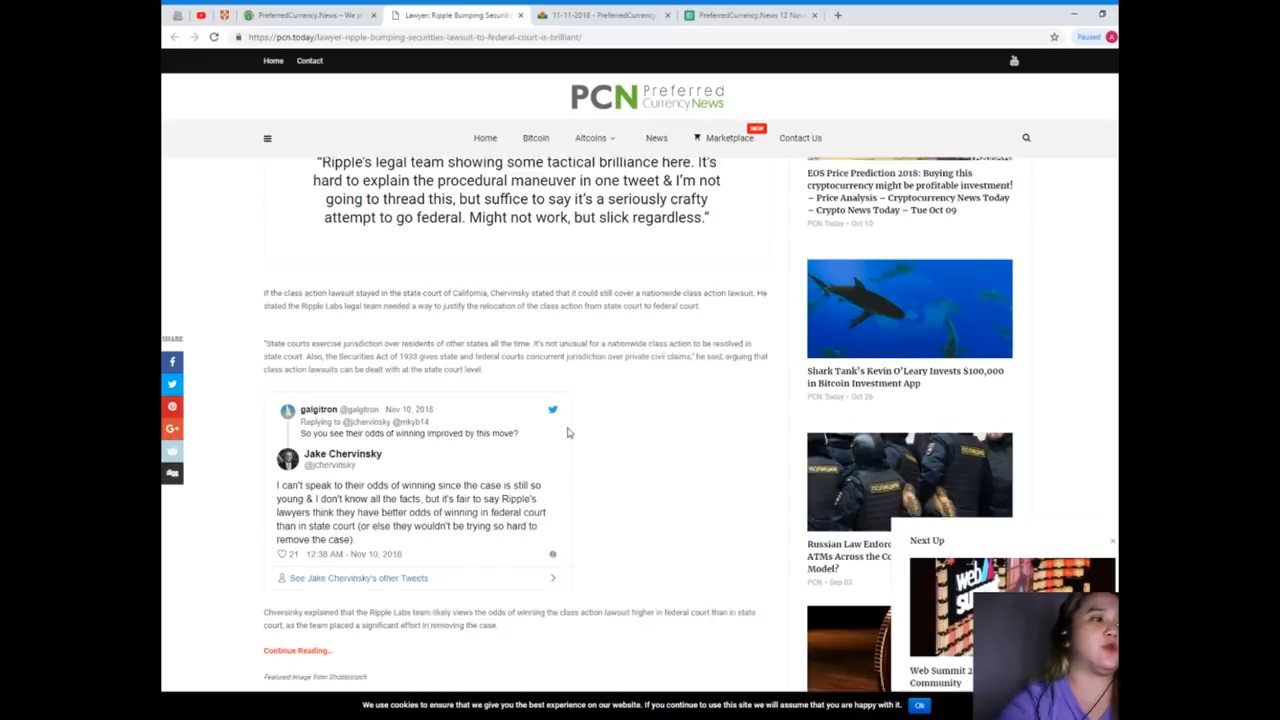 PreferredCurrency.News – We p
Lawyer: Ripple Bumping Securiti
11-11-2018 - PreferredCurrency
PreferredCurrency.News 12 Nov
https://pcn.today/lawyer-ripple-bumping-securities-lawsuit-to-federal-court-is-brilliant/
Paused
A
Home
Contact
PCN Preferred
Currency News
Home
Bitcoin
Altcoins
News
NEW
Marketplace
Contact Us
“Ripple's legal team showing some tactical brilliance here. It's
hard to explain the procedural maneuver in one tweet & I'm not
going to thread this, but suffice to say it's a seriously crafty
attempt to go federal. Might not work, but slick regardless.”
If the class action lawsuit stayed in the state court of California, Chervinsky stated that it could still cover a nationwide class action lawsuit. He
stated the Ripple Labs legal team needed a way to justify the relocation of the class action from state court to federal court.
“State courts exercise jurisdiction over residents of other states all the time. It's not unusual for a nationwide class action to be resolved in
state court. Also, the Securities Act of 1933 gives state and federal courts concurrent jurisdiction over private civil claims,” he said, arguing that
class action lawsuits can be dealt with at the state court level.
SHARE
galgitron @galgitron Nov 10, 2018
Replying to @jchervinsky @mkyb14
So you see their odds of winning improved by this move?
Jake Chervinsky
@jchervinsky
I can't speak to their odds of winning since the case is still so
young & I don't know all the facts, but it's fair to say Ripple's
lawyers think they have better odds of winning in federal court
than in state court (or else they wouldn't be trying so hard to
remove the case).
21 12:38 AM - Nov 10, 2018
See Jake Chervinsky's other Tweets
Chversinky explained that the Ripple Labs team likely views the odds of winning the class action lawsuit higher in federal court than in state
court, as the team placed a significant effort in removing the case.
Continue Reading...
Featured image from Shutterstock
EOS Price Prediction 2018: Buying this
cryptocurrency might be profitable investment!
– Price Analysis – Cryptocurrency News Today
– Crypto News Today – Tue Oct 09
PCN.Today • Oct 10
Shark Tank's Kevin O'Leary Invests $100,000
in Bitcoin Investment App
PCN.Today • Oct 26
Russian Law Enforc
ATMs Across the Co
Model?
PCN • Sep 03
Next Up
Web Summit 2
Community
We use cookies to ensure that we give you the best experience on our website. If you continue to use this site we will assume that you are happy with it.
Ok